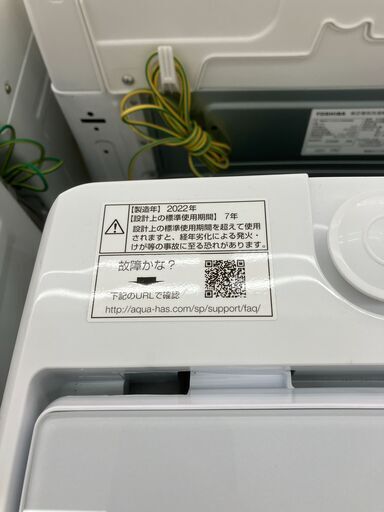 TOSHIBA
【製造年】2022年
【設計上の標準使用期間】7年
設計上の標準使用期間を超えて使用
されますと、経年劣化による発火・
けが等の事故に至る恐れがあります。
故障かな？
下記のURLで確認
http://aqua-has.com/sp/support/faq/